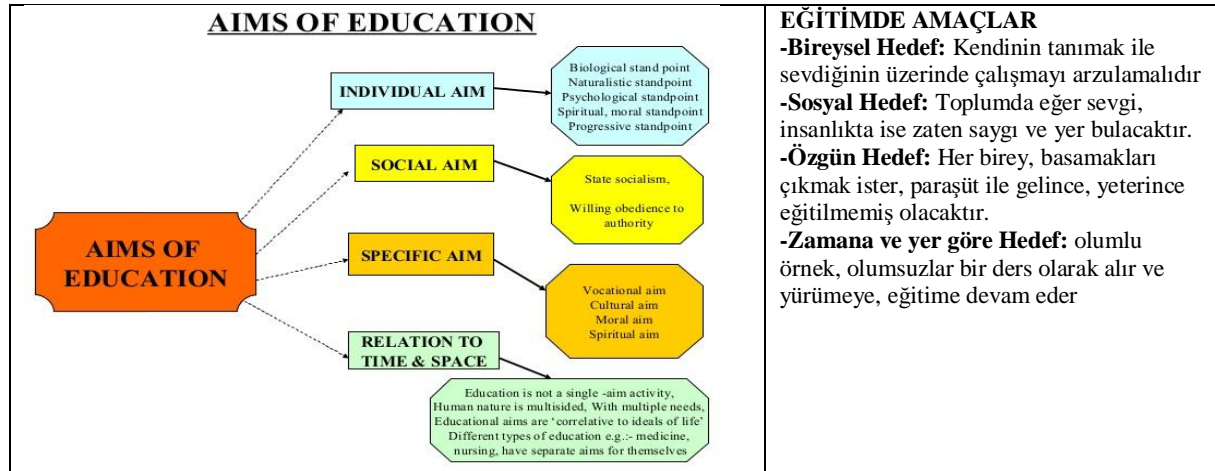 AIMS OF EDUCATION
AIMS OF
EDUCATION
INDIVIDUAL AIM
Biological stand point
Naturalistic standpoint
Psychological standpoint
Spiritual, moral standpoint
Progressive standpoint
SOCIAL AIM
State socialism,
Willing obedience to
authority
SPECIFIC AIM
Vocational aim
Cultural aim
Moral aim
Spiritual aim
RELATION TO
TIME & SPACE
Education is not a single -aim activity,
Human nature is multisided, With multiple needs,
Educational aims are ‘correlative to ideals of life’
Different types of education e.g.:- medicine,
nursing, have separate aims for themselves
EĞİTİMDE AMAÇLAR
-Bireysel Hedef: Kendinin tanımak ile
sevdiğinin üzerinde çalışmayı arzulamalıdır
-Sosyal Hedef: Toplumda eğer sevgi,
insanlıkta ise zaten saygı ve yer bulacaktır.
-Özgün Hedef: Her birey, basamakları
çıkmak ister, paraşüt ile gelince, yeterince
eğitilmemiş olacaktır.
-Zamana ve yer göre Hedef: olumlu
örnek, olumsuzlar bir ders olarak alır ve
yürümeye, eğitime devam eder